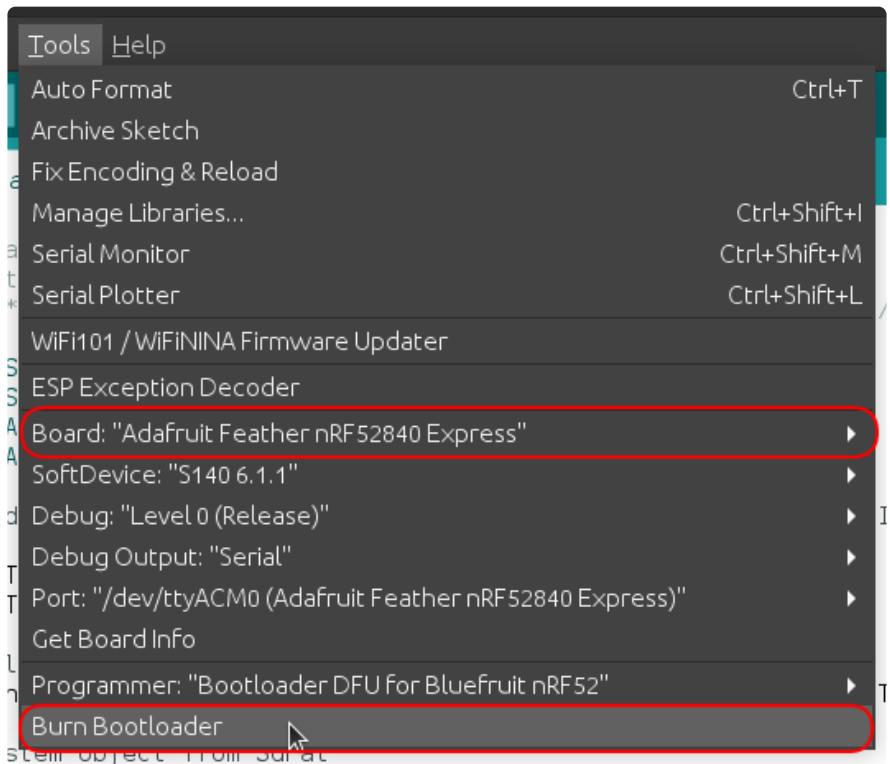 Tools Help
Auto Format Ctrl+T
Archive Sketch
Fix Encoding & Reload
Manage Libraries... Ctrl+Shift+I
Serial Monitor Ctrl+Shift+M
Serial Plotter Ctrl+Shift+L
WiFi101 / WiFiNINA Firmware Updater
ESP Exception Decoder
Board: "Adafruit Feather nRF52840 Express"
SoftDevice: "S140 6.1.1"
Debug: "Level 0 (Release)"
Debug Output: "Serial"
Port: "/dev/ttyACM0 (Adafruit Feather nRF52840 Express)"
Get Board Info
Programmer: "Bootloader DFU for Bluefruit nRF52"
Burn Bootloader